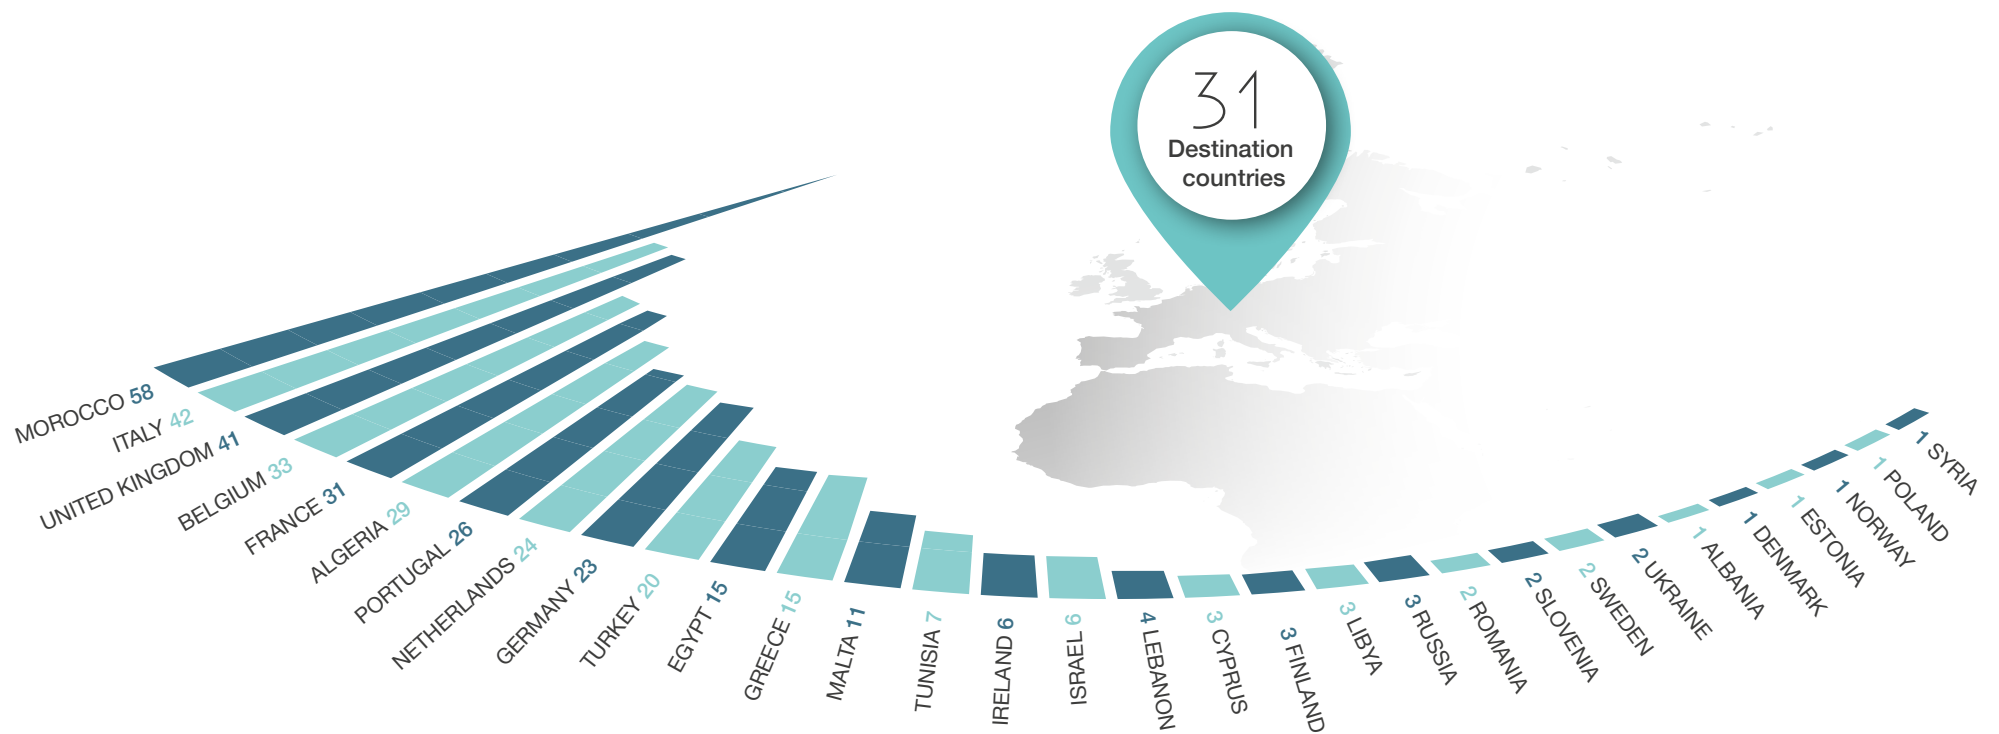 31
Destination
countries
MOROCCO 58
ITALY 42
UNITED KINGDOM 41
BELGIUM 33
FRANCE 31
ALGERIA 29
PORTUGAL 26
NETHERLANDS 24
GERMANY 23
TURKEY 20
EGYPT 15
GREECE 15
MALTA 11
TUNISIA 7
IRELAND 6
ISRAEL 6
4 LEBANON
3 CYPRUS
3 FINLAND
3 LIBYA
3 RUSSIA
2 ROMANIA
2 SLOVENIA
2 SWEDEN
2 UKRAINE
1 ALBANIA
1 DENMARK
1 ESTONIA
1 NORWAY
1 POLAND
1 SYRIA